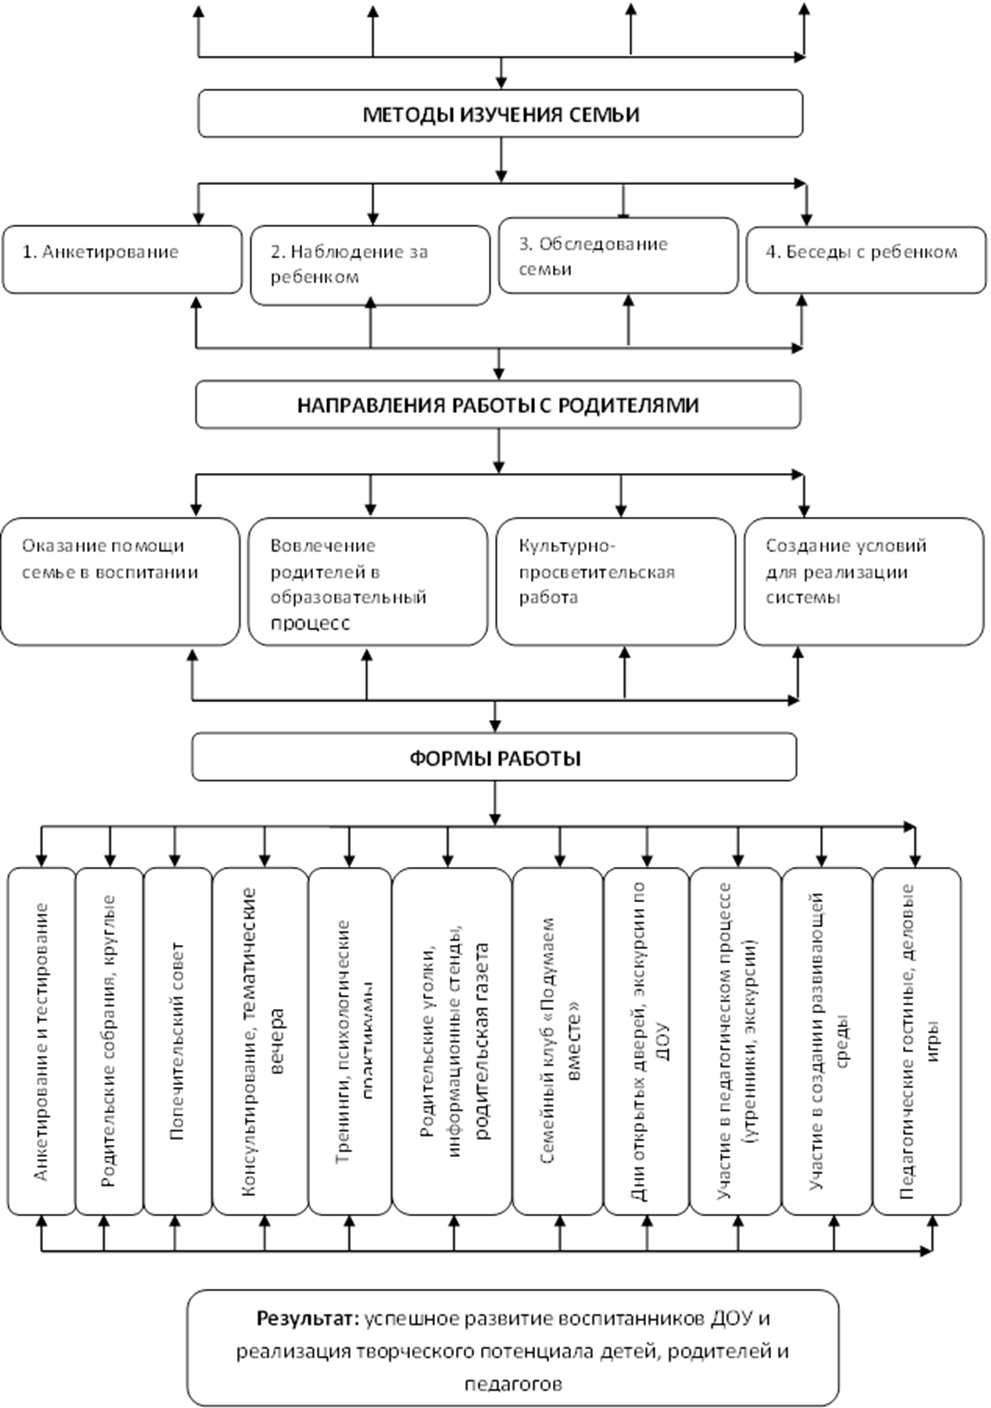 МЕТОДЫ ИЗУЧЕНИЯ СЕМЬИ
1. Анкетирование
2. Наблюдение за
ребенком
3. Обследование
семьи
4. Беседы с ребенком
НАПРАВЛЕНИЯ РАБОТЫ С РОДИТЕЛЯМИ
Оказание помощи
семье в воспитании
Вовлечение
родителей в
образовательный
процесс
Культурно-
просветительская
работа
Создание условий
для реализации
системы
ФОРМЫ РАБОТЫ
Анкетирование и тестирование
Родительские собрания, круглые
Попечительский совет
Консультирование, тематические
вечера
Тренинги, психологические
практикумы
Родительские уголки,
информационные стенды,
родительская газета
Семейный клуб «Подумаем
вместе»
Дни открытых дверей, экскурсии по
ДОУ
Участие в педагогическом процессе
(утренники, экскурсии)
Участие в создании развивающей
среды
Педагогические гостиные, деловые
игры
Результат: успешное развитие воспитанников ДОУ и
реализация творческого потенциала детей, родителей и
педагогов